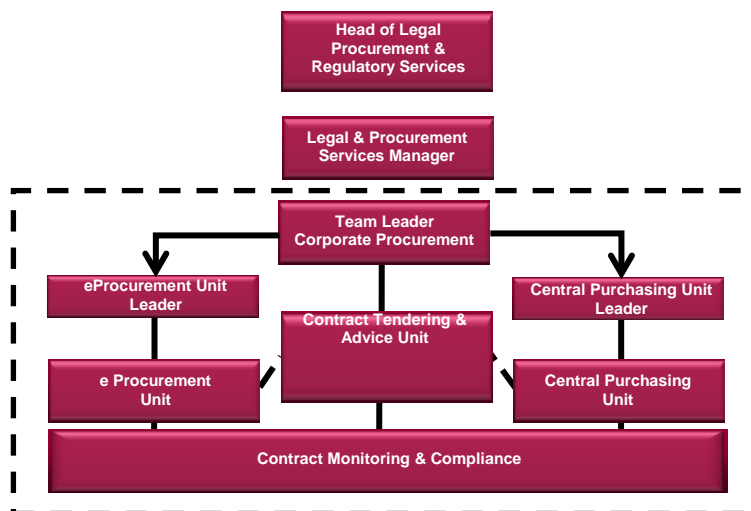 Head of Legal
Procurement &
Regulatory Services
Legal & Procurement
Services Manager
Team Leader
Corporate Procurement
eProcurement Unit
Leader
Central Purchasing Unit
Leader
Contract Tendering &
Advice Unit
e Procurement
Unit
Central Purchasing
Unit
Contract Monitoring & Compliance